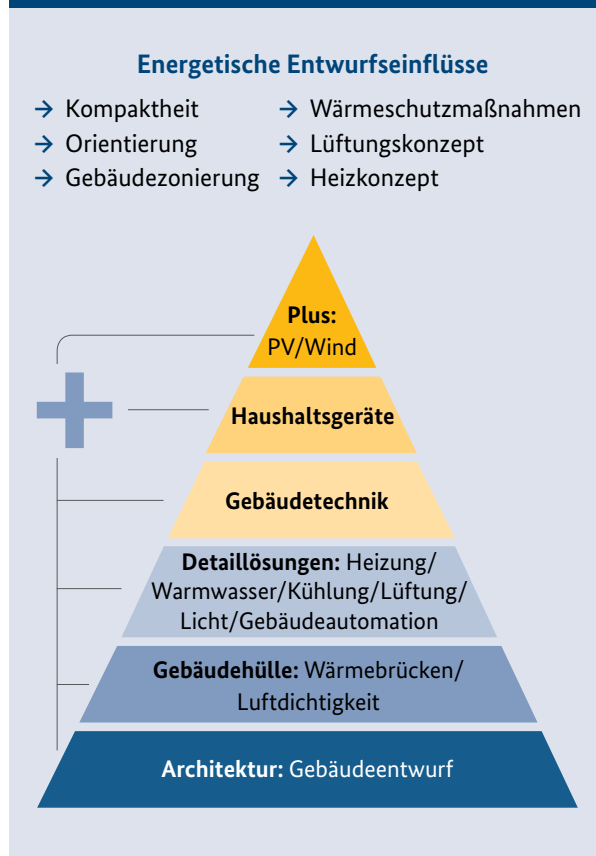 Energetische Entwurfseinflüsse
→ Kompaktheit
→ Orientierung
→ Gebäudezonierung
→ Wärmeschutzmaßnahmen
→ Lüftungskonzept
→ Heizkonzept
Plus:
PV/Wind
Haushaltsgeräte
Gebäudetechnik
Detaillösungen: Heizung/
Warmwasser/Kühlung/Lüftung/
Licht/Gebäudeautomation
Gebäudehülle: Wärmebrücken/
Luftdichtigkeit
Architektur: Gebäudeentwurf